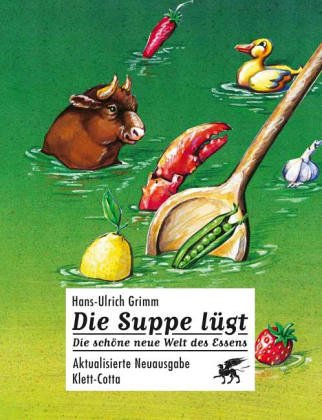 Hans-Ulrich Grimm
Die Suppe lügt
Die schöne neue Welt des Essens
Aktualisierte Neuausgabe
Klett-Cotta